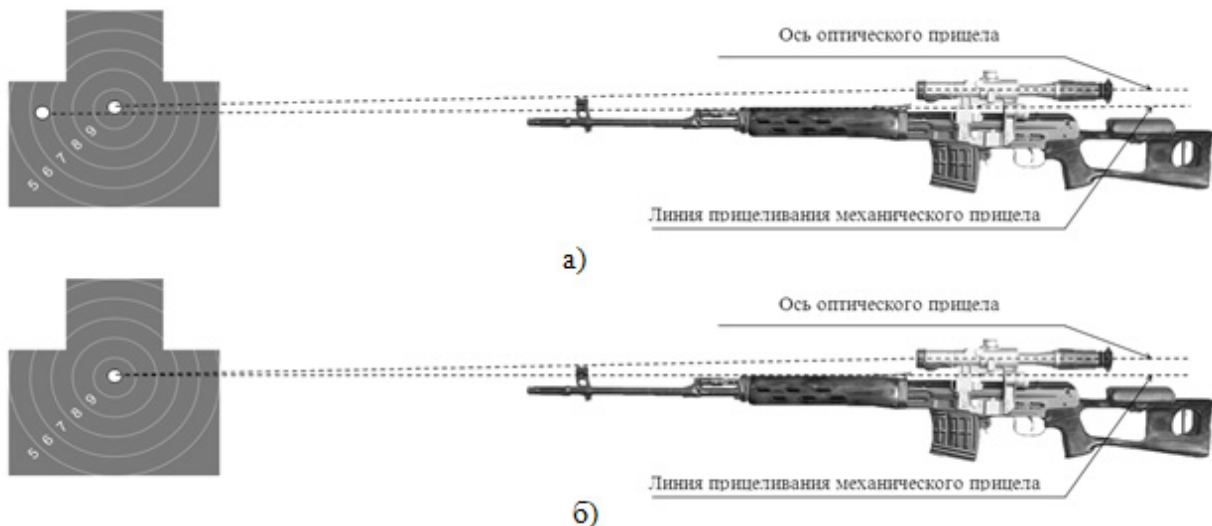 Ось оптического прицела
9
8
7
6
5
Линия прицеливания механического прицела
а)
Ось оптического прицела
9
8
7
6
5
Линия прицеливания механического прицела
б)